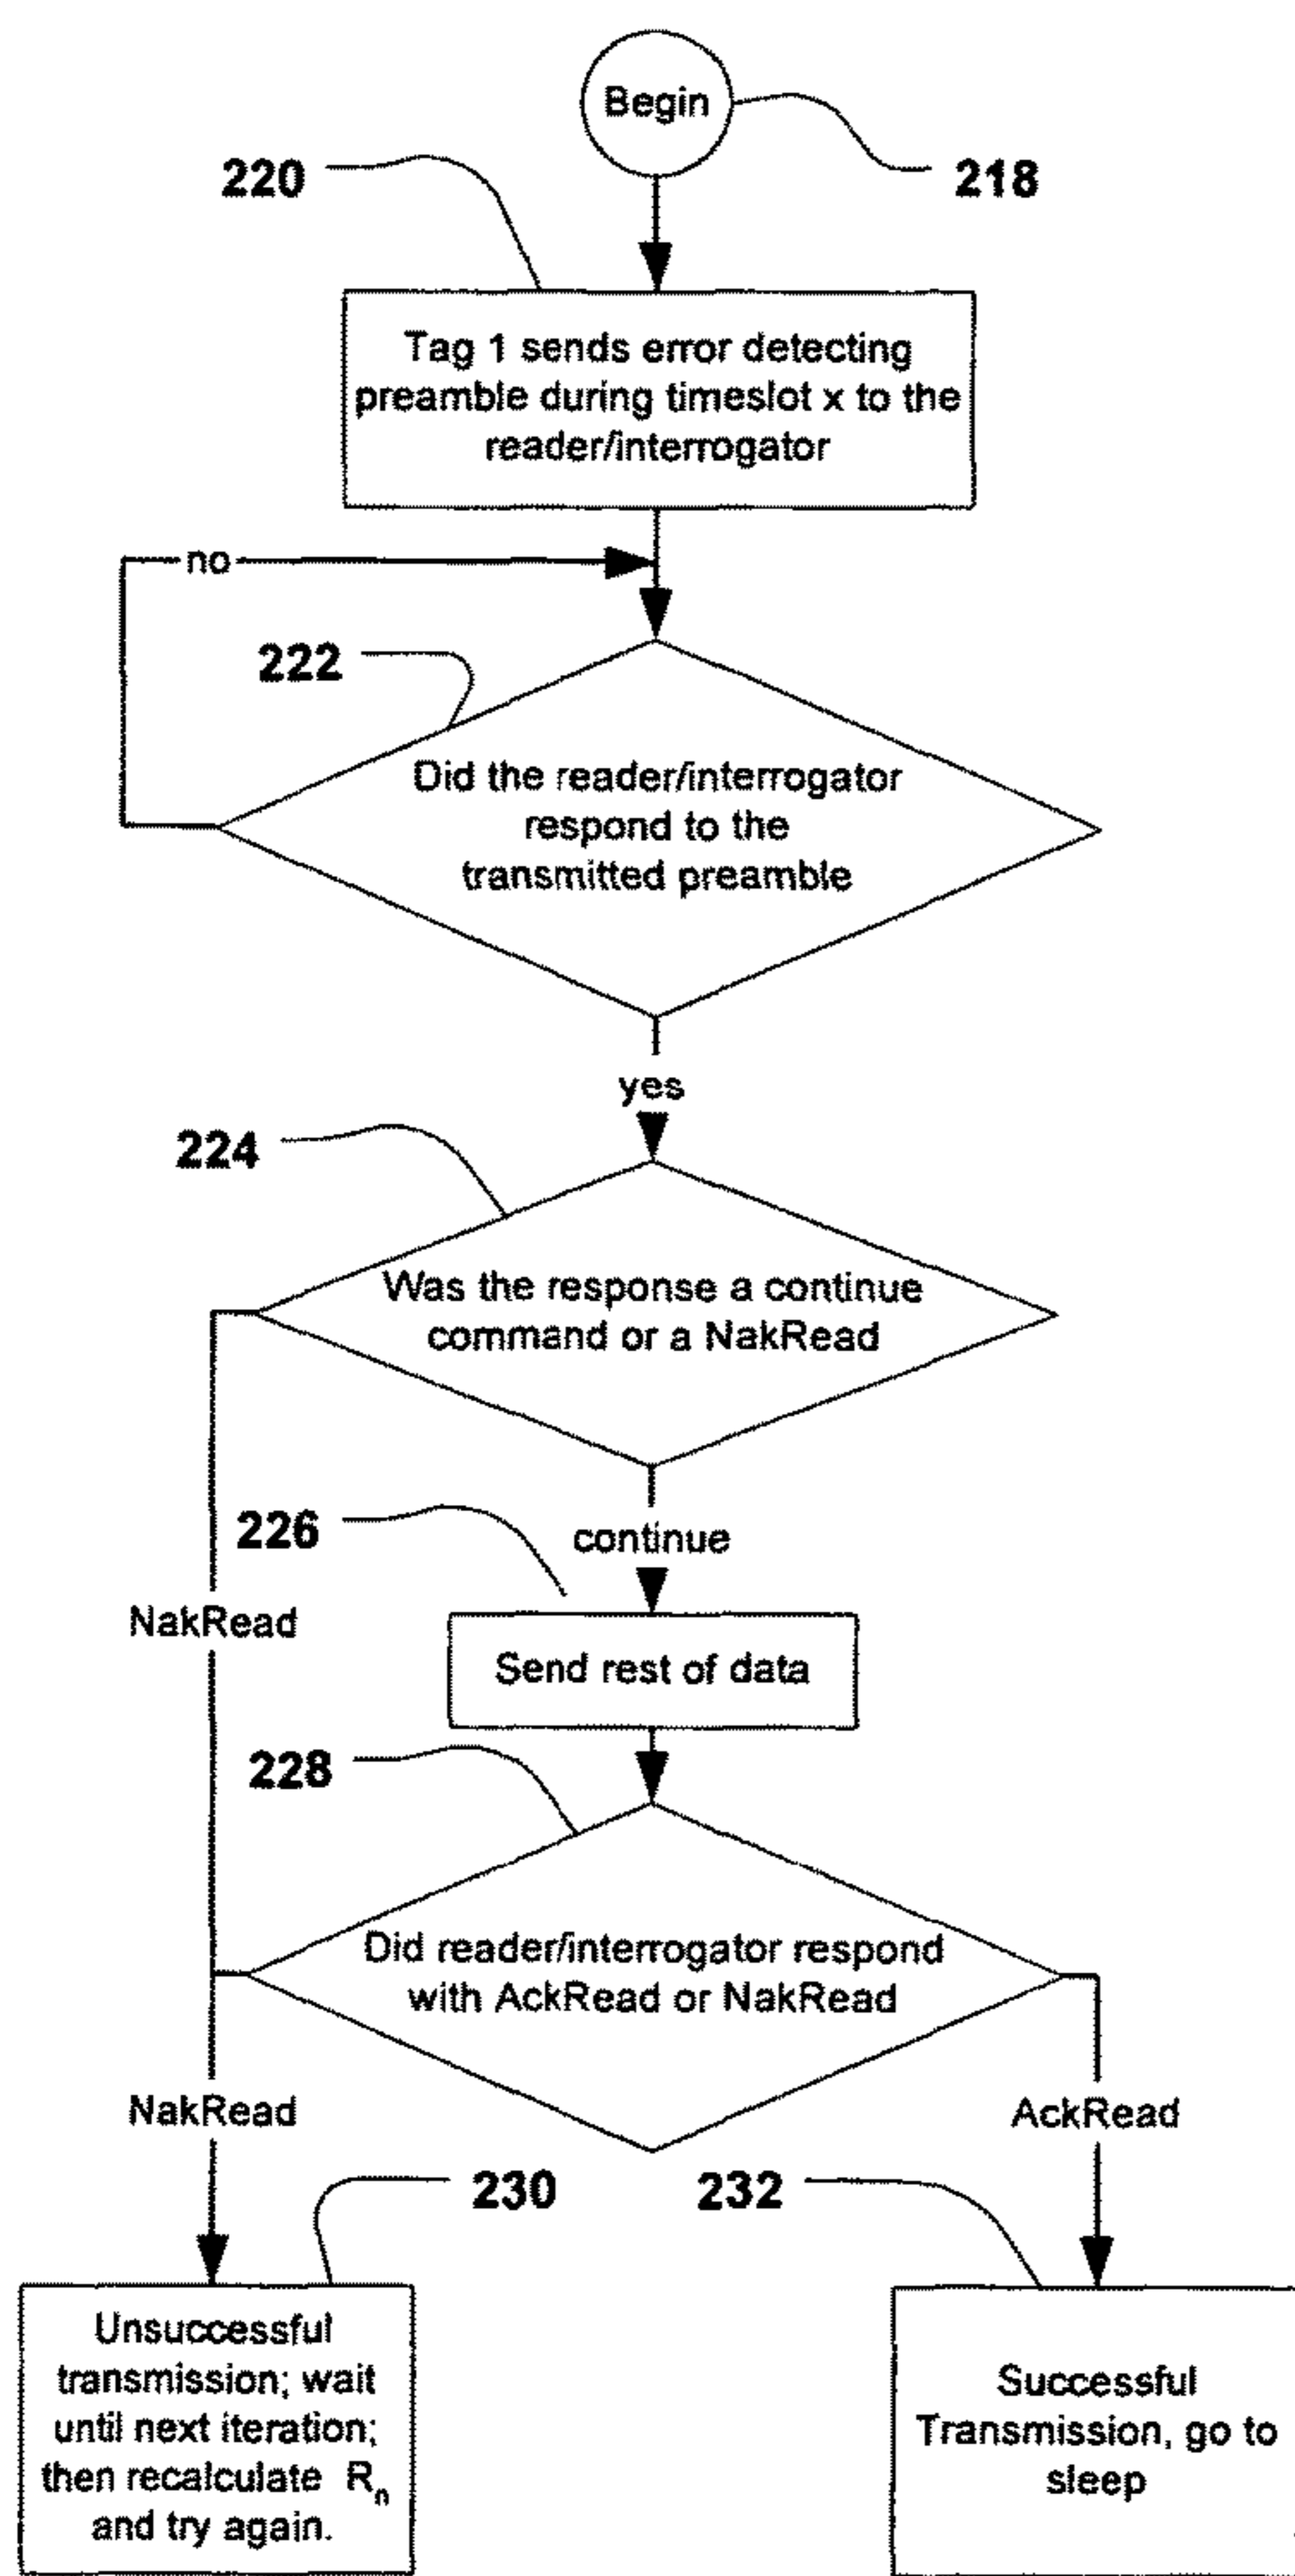 Begin
220
218
Tag 1 sends error detecting
preamble during timeslot x to the
reader/interrogator
no
222
Did the reader/interrogator
respond to the
transmitted preamble
yes
224
Was the response a continue
command or a NakRead
226
continue
NakRead
Send rest of data
228
Did reader/interrogator respond
with AckRead or NakRead
NakRead
AckRead
230
232
Unsuccessful
transmission; wait
until next iteration;
then recalculate Rn
and try again.
Successful
Transmission, go to
sleep